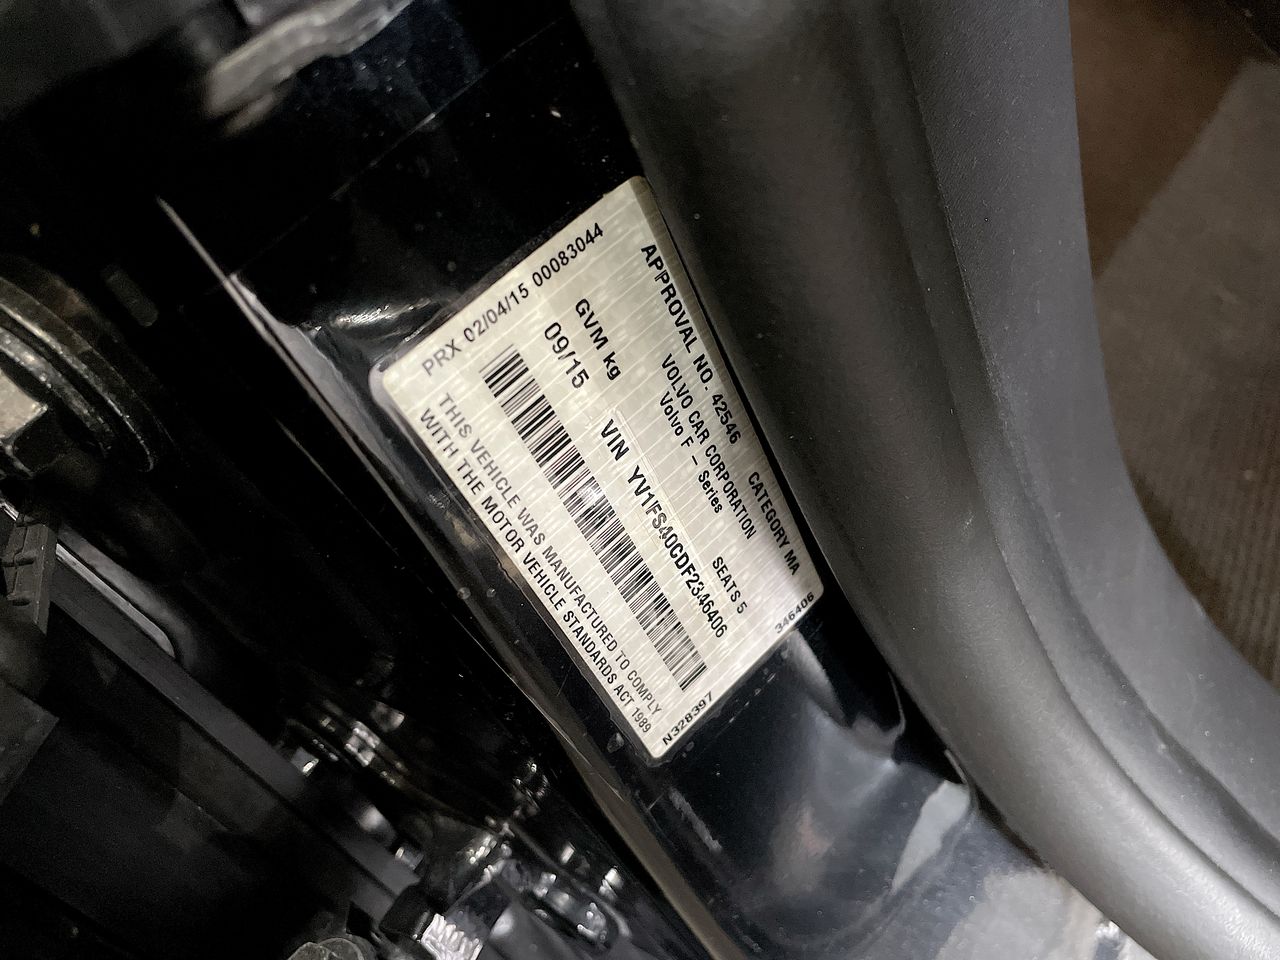 APPROVAL NO. 42546 CATEGORY MA
VOLVO CAR CORPORATION
Volvo F - Series SEATS 5
GVM kg
09/15 VIN YV1FS40CDF2346406
THIS VEHICLE WAS MANUFACTURED TO COMPLY
WITH THE MOTOR VEHICLE STANDARDS ACT 1989
PRX 02/04/15 00083044
346406
N328397